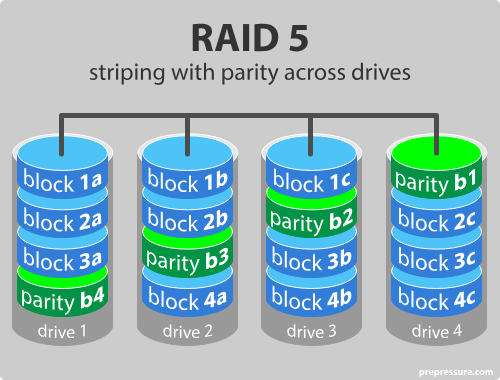 RAID 5
striping with parity across drives
block 1a
block 2a
block 3a
parity b4
drive 1
block 1b
block 2b
parity b3
block 4a
drive 2
block 1c
parity b2
block 3b
block 4b
drive 3
parity b1
block 2c
block 3c
block 4c
drive 4
prepressure.com